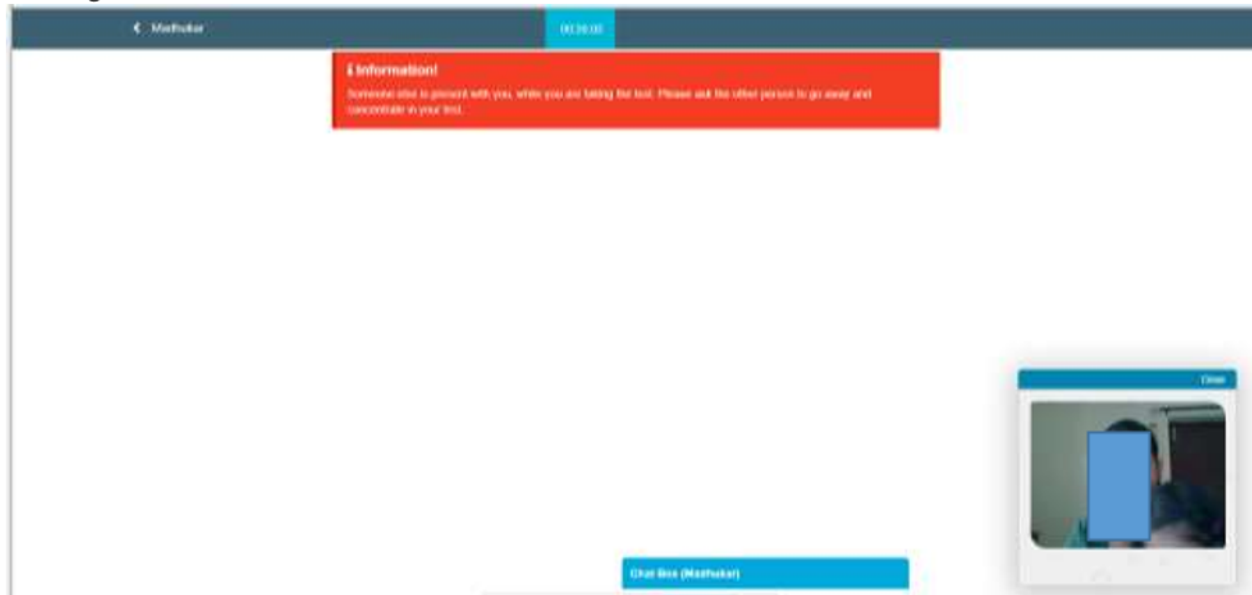 Madhukar
00:36:00
Information!
Someone else is present with you, while you are taking the test. Please ask the other person to go away and
concentrate in your test.
Close
Chat Box (Madhukar)